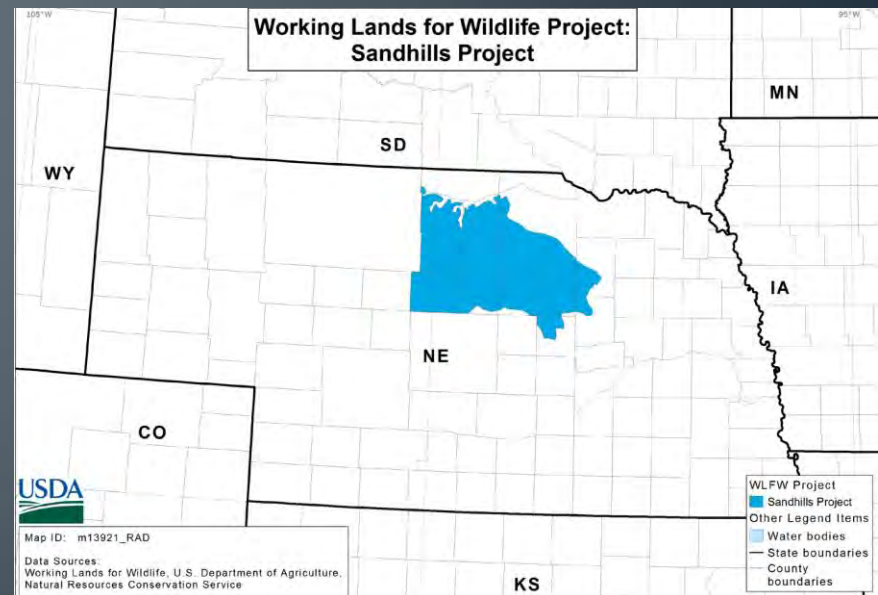 105°W
95°W
Working Lands for Wildlife Project:
Sandhills Project
MN
SD
WY
IA
NE
CO
KS
USDA
Map ID: m13921_RAD
Data Sources:
Working Lands for Wildlife, U.S. Department of Agriculture,
Natural Resources Conservation Service
WLFW Project
Sandhills Project
Other Legend Items
Water bodies
State boundaries
County
boundaries